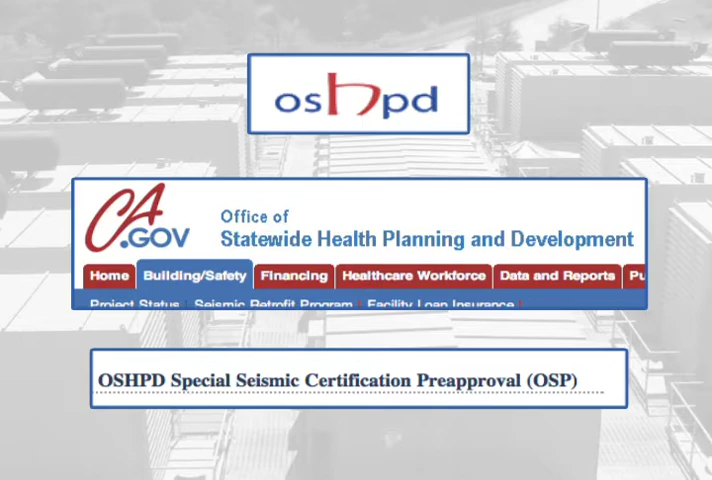 oshpd
CA.GOV
Office of
Statewide Health Planning and Development
Home Building/Safety Financing Healthcare Workforce Data and Reports Pu
Project Status Seismic Retrofit Program Facility Loan Insurance
OSHPD Special Seismic Certification Preapproval (OSP)